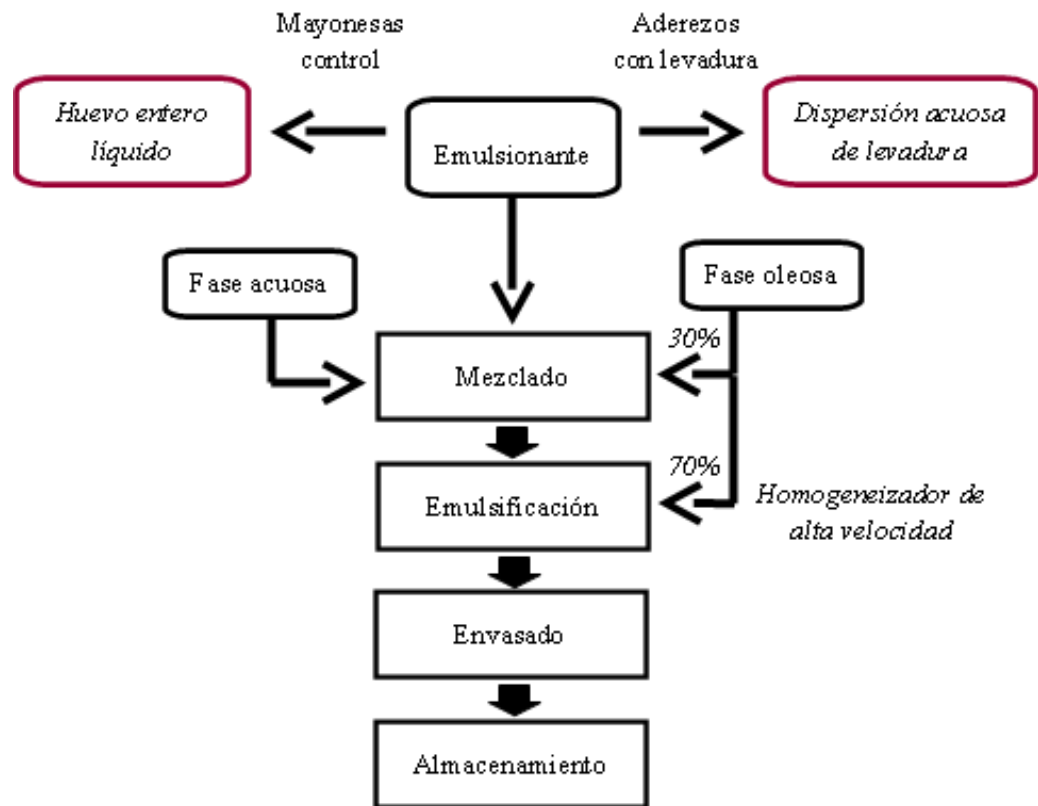 Mayonesas
control
Aderezos
con levadura
Huevo entero
líquido
Emulsionante
Dispersión acuosa
de levadura
Fase acuosa
Fase oleosa
30%
Mezclado
70%
Emulsificación
Homogeneizador de
alta velocidad
Envasado
Almacenamiento